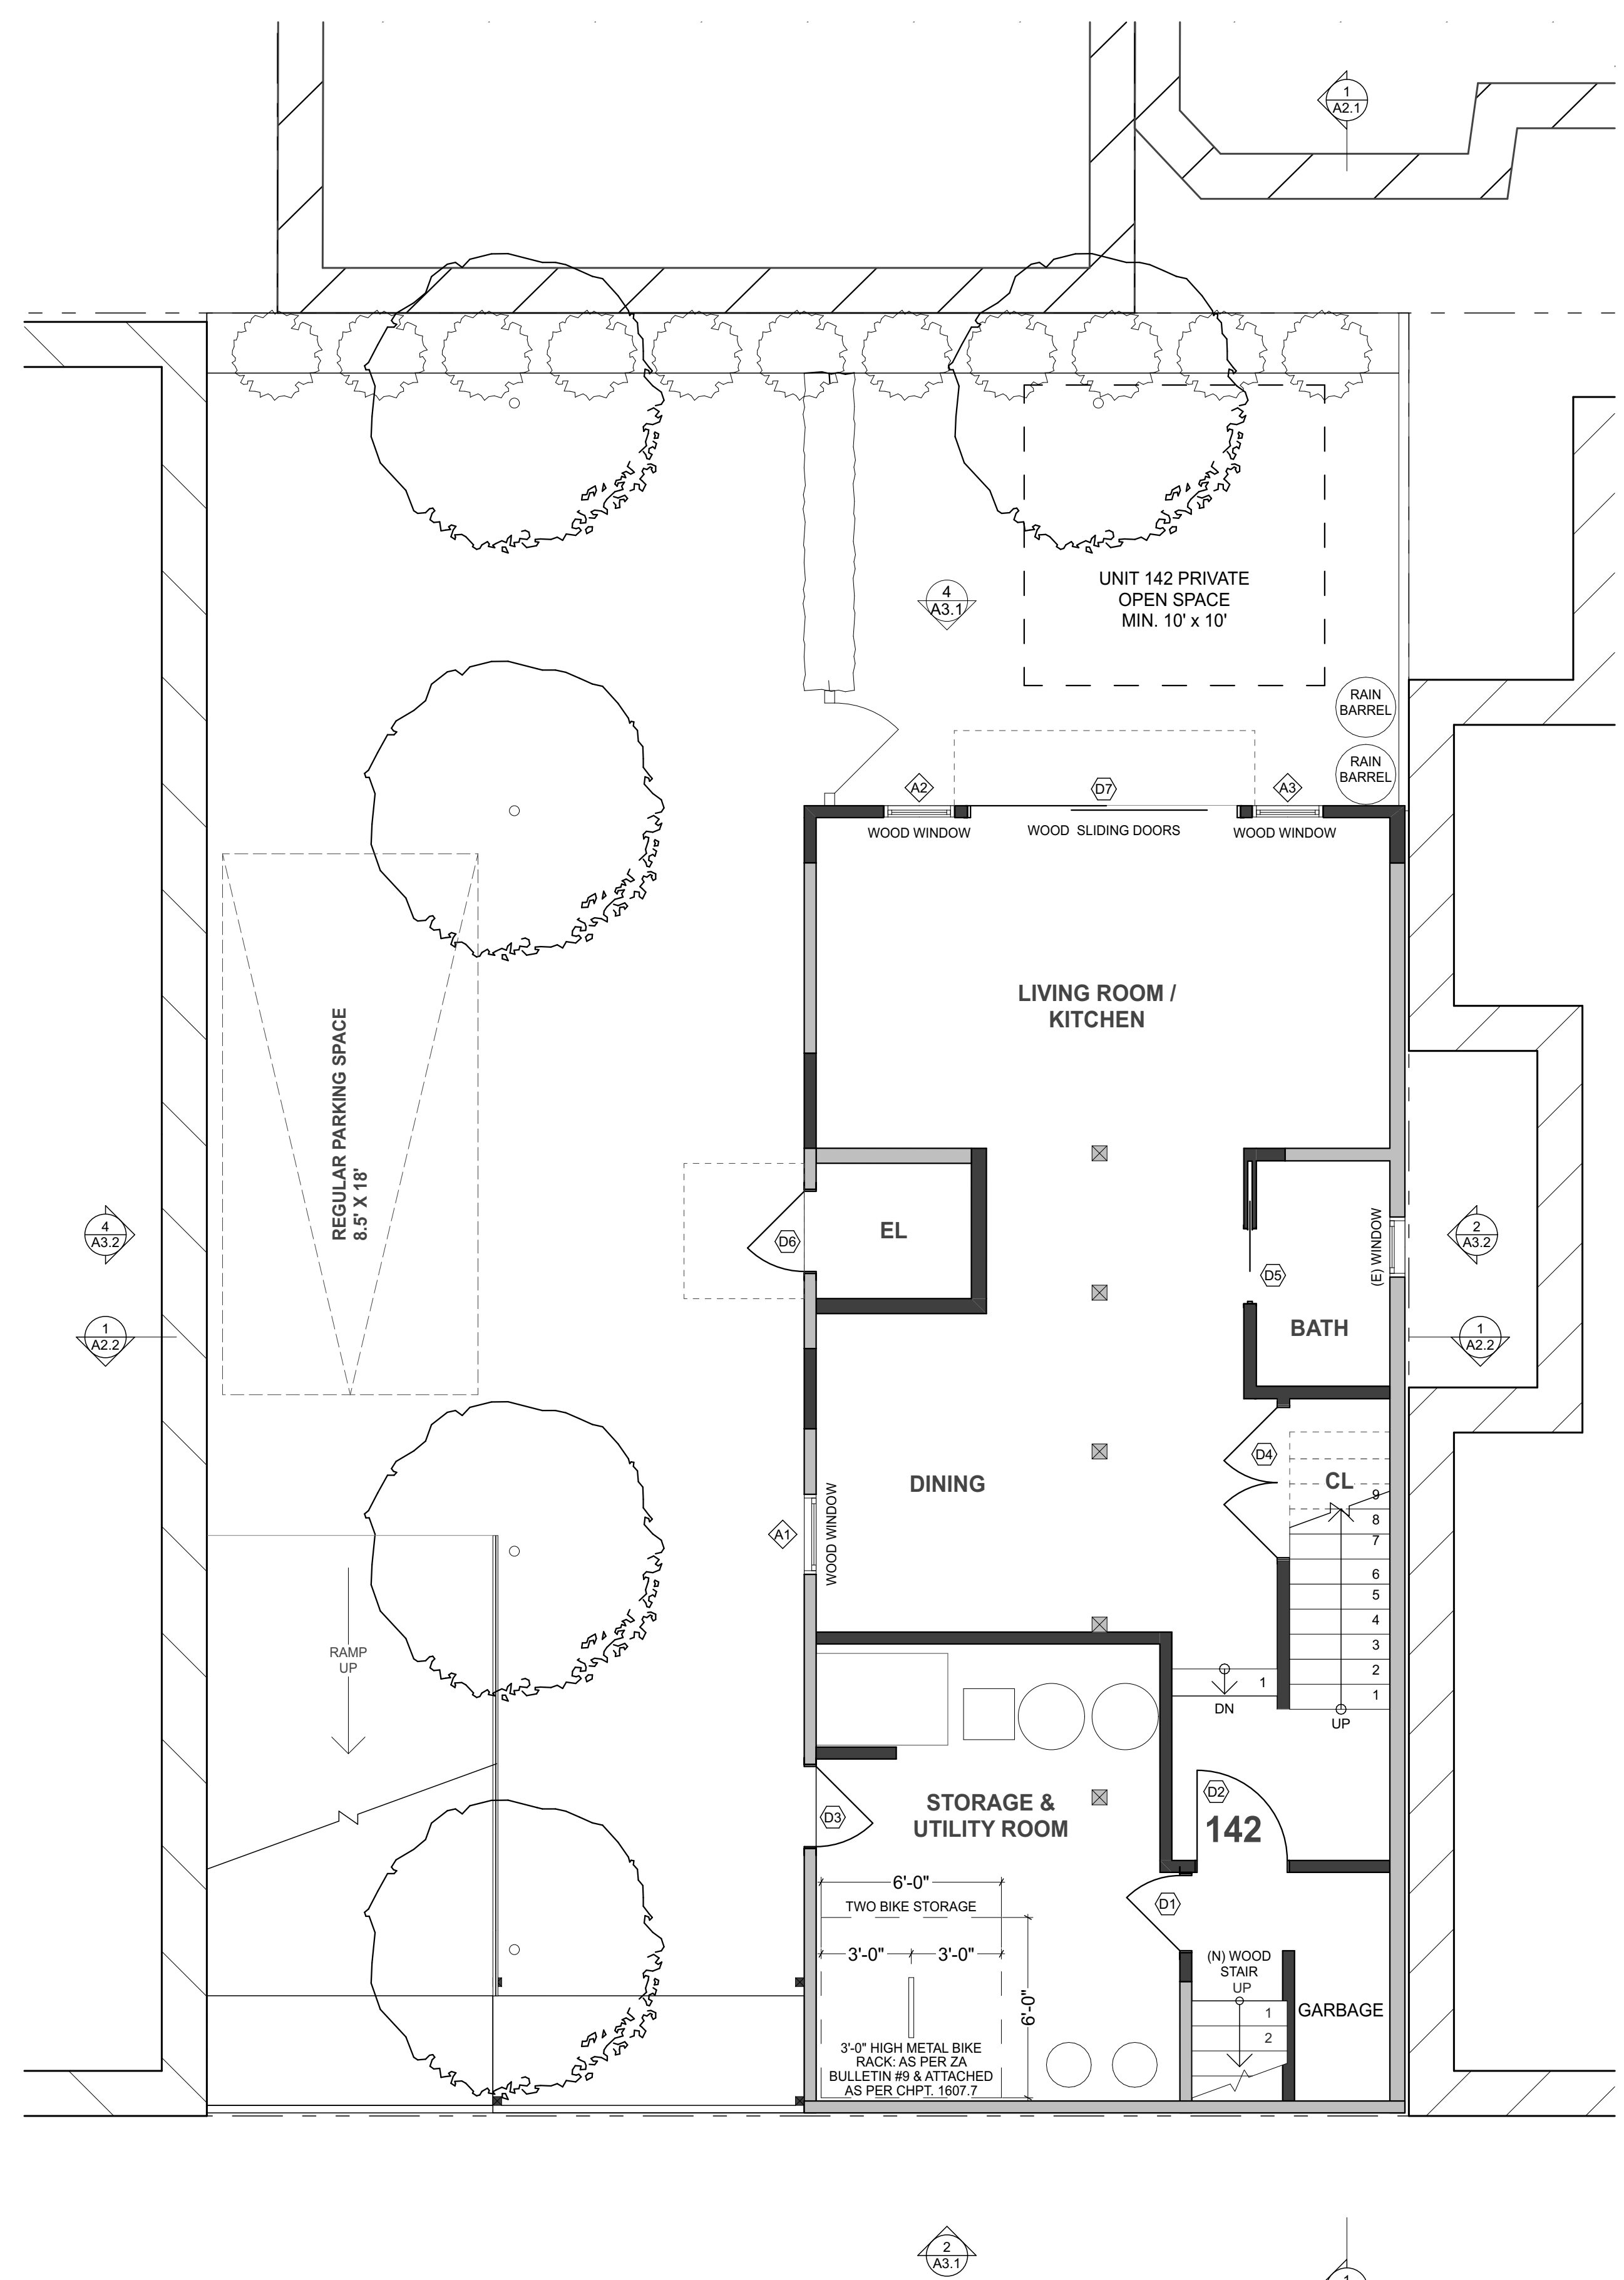 1
A2.1
4
A3.1
UNIT 142 PRIVATE
OPEN SPACE
MIN. 10' x 10'
RAIN
BARREL
RAIN
BARREL
A2
D7
A3
WOOD WINDOW
WOOD SLIDING DOORS
WOOD WINDOW
LIVING ROOM /
KITCHEN
REGULAR PARKING SPACE
8.5' X 18'
4
A3.2
1
A2.2
D6
EL
D5
BATH
(E) WINDOW
2
A3.2
1
A2.2
D4
CL
9
8
7
6
5
4
3
2
1
UP
DINING
A1
WOOD WINDOW
RAMP
UP
1
DN
D2
142
D3
STORAGE &
UTILITY ROOM
D1
6'-0"
TWO BIKE STORAGE
3'-0"
3'-0"
6'-0"
3'-0" HIGH METAL BIKE
RACK: AS PER ZA
BULLETIN #9 & ATTACHED
AS PER CHPT. 1607.7
(N) WOOD
STAIR
UP
1
2
GARBAGE
2
A3.1
1